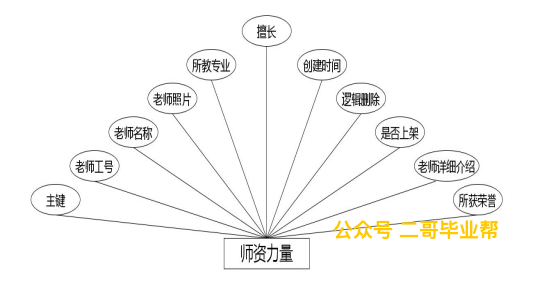 擅长
所教专业
创建时间
老师照片
逻辑删除
老师名称
是否上架
老师工号
老师详细介绍
主键
所获荣誉
公众号 二哥毕业帮
师资力量